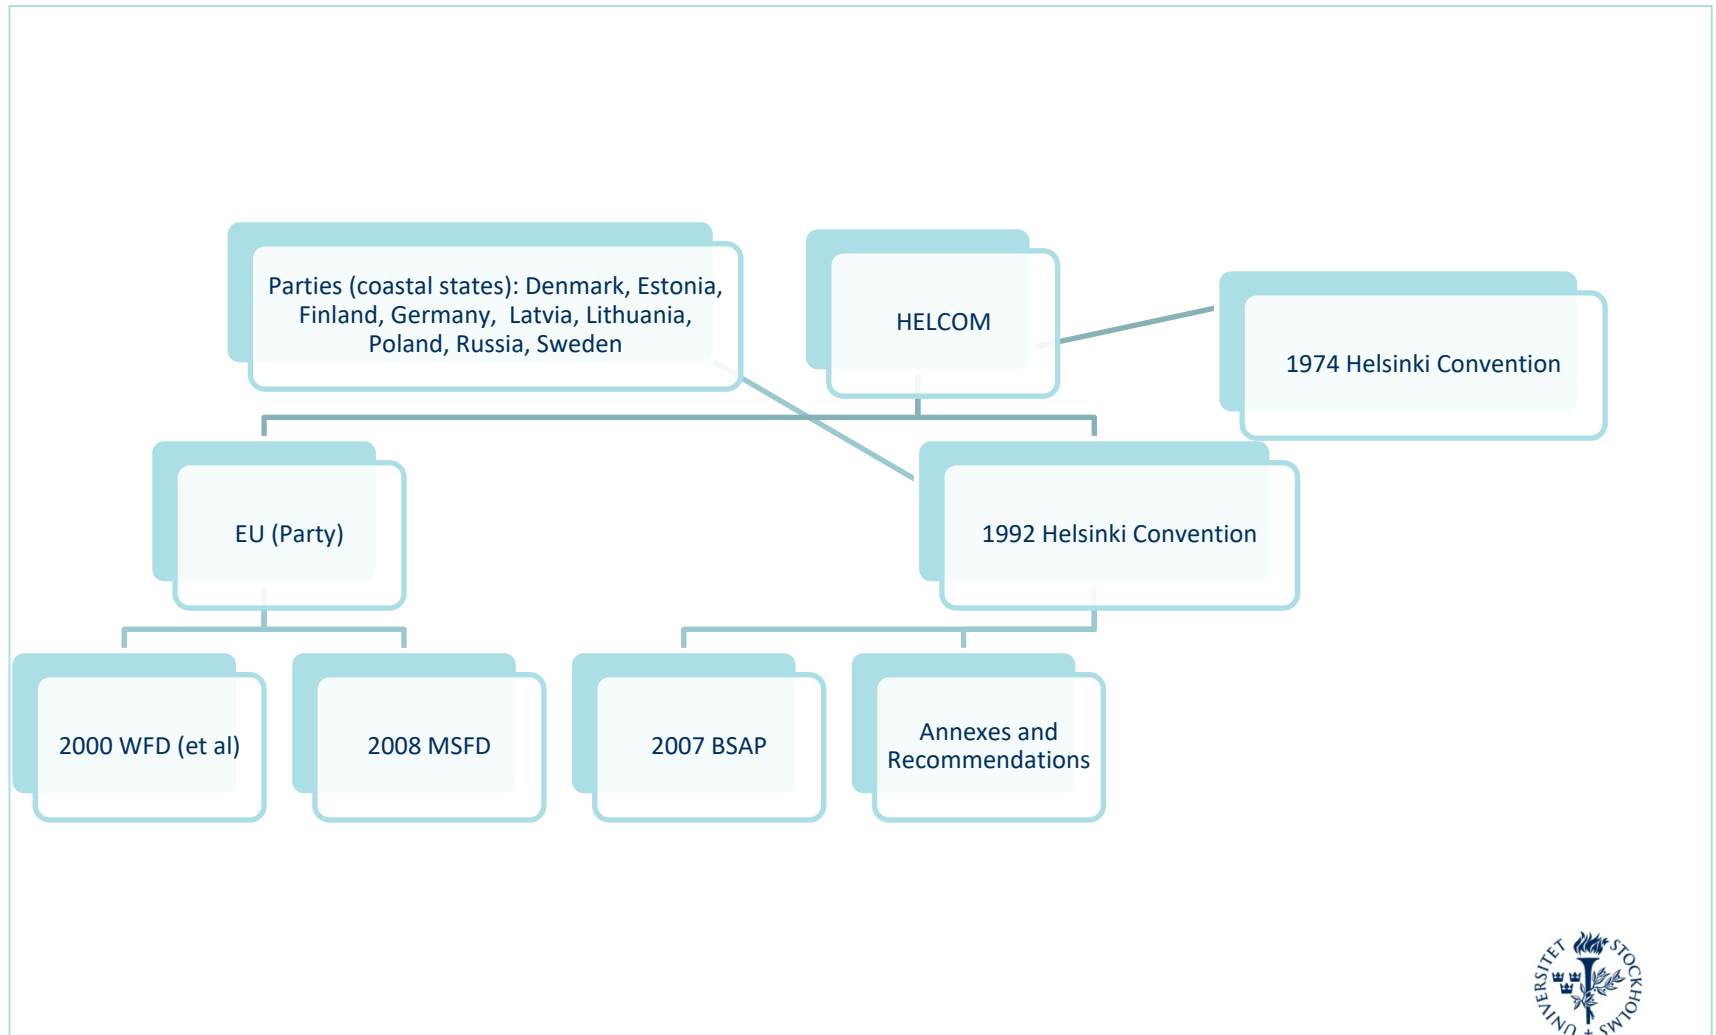 Parties (coastal states): Denmark, Estonia,
Finland, Germany,  Latvia, Lithuania,
Poland, Russia, Sweden
HELCOM
1974 Helsinki Convention
EU (Party)
1992 Helsinki Convention
2000 WFD (et al)
2008 MSFD
2007 BSAP
Annexes and
Recommendations
STOCKHOLMS UNIVERSITET